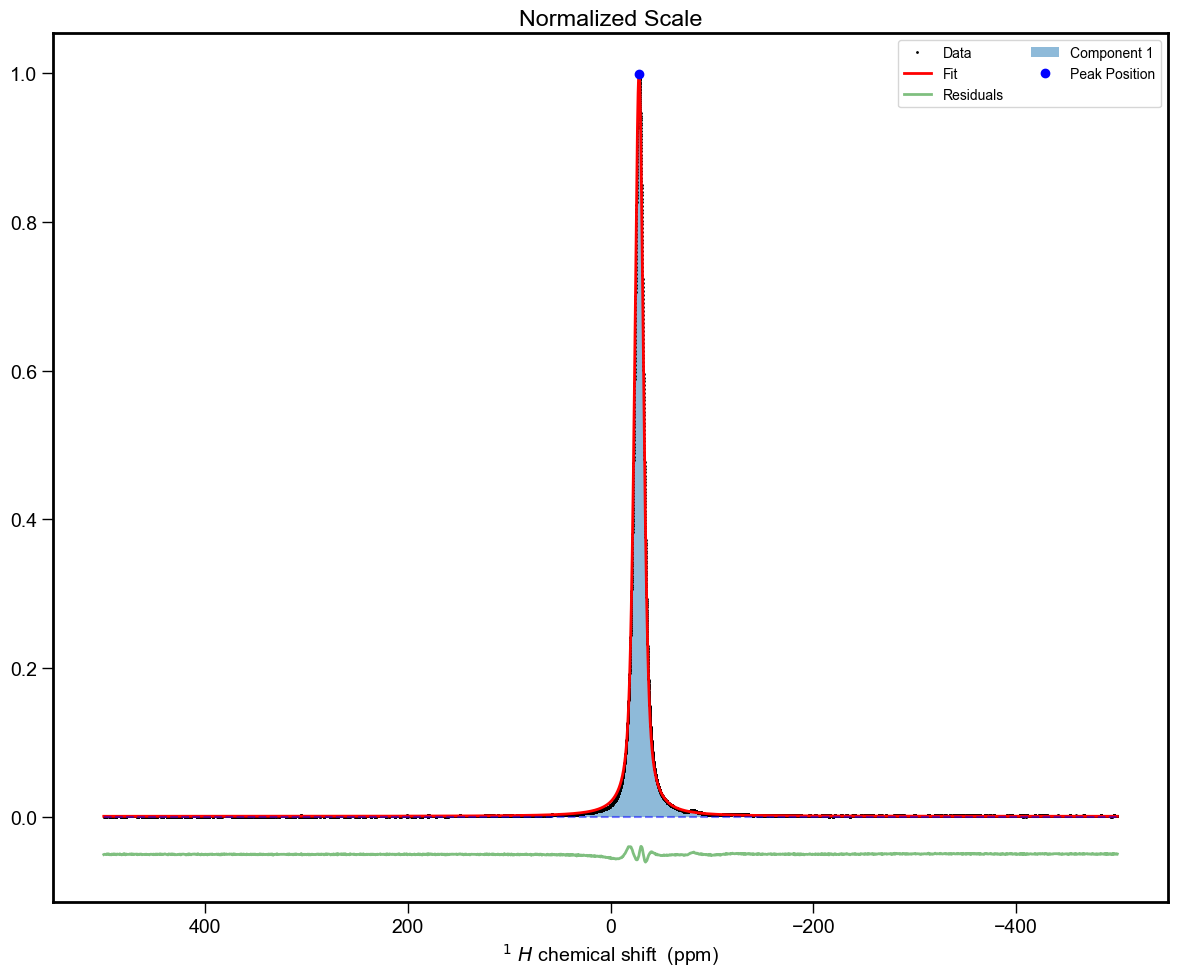 Normalized Scale
Data
Fit
Residuals
Component 1
Peak Position
1.0
0.8
0.6
0.4
0.2
0.0
400
200
0
−200
−400
¹ H chemical shift (ppm)